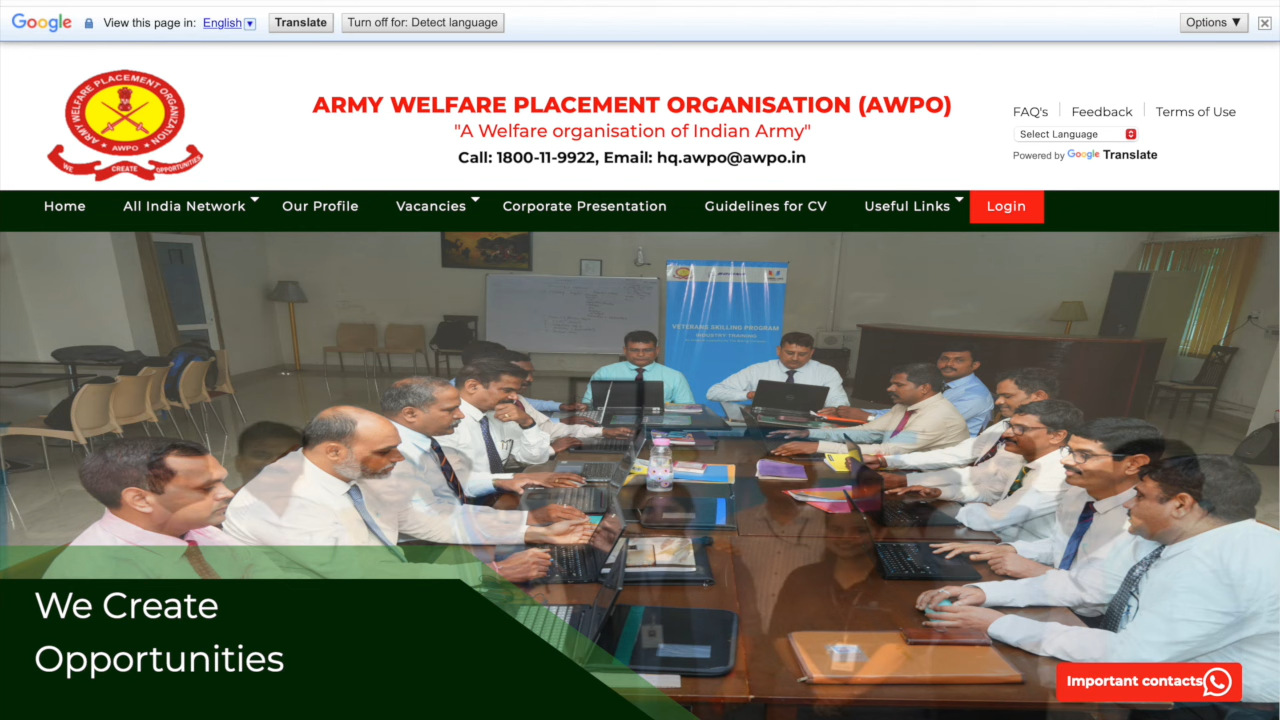 Google View this page in: English Translate Turn off for: Detect language Options ▼
ARMY WELFARE PLACEMENT ORGANIZATION
AWPO
WE CREATE OPPORTUNITIES
ARMY WELFARE PLACEMENT ORGANISATION (AWPO)
"A Welfare organisation of Indian Army"
Call: 1800-11-9922, Email: hq.awpo@awpo.in
FAQ's Feedback Terms of Use
Select Language
Powered by Google Translate
Home All India Network Our Profile Vacancies Corporate Presentation Guidelines for CV Useful Links Login
VETERANS SKILLING PROGRAM
INDUSTRY TRAINING
We Create
Opportunities
Important contacts